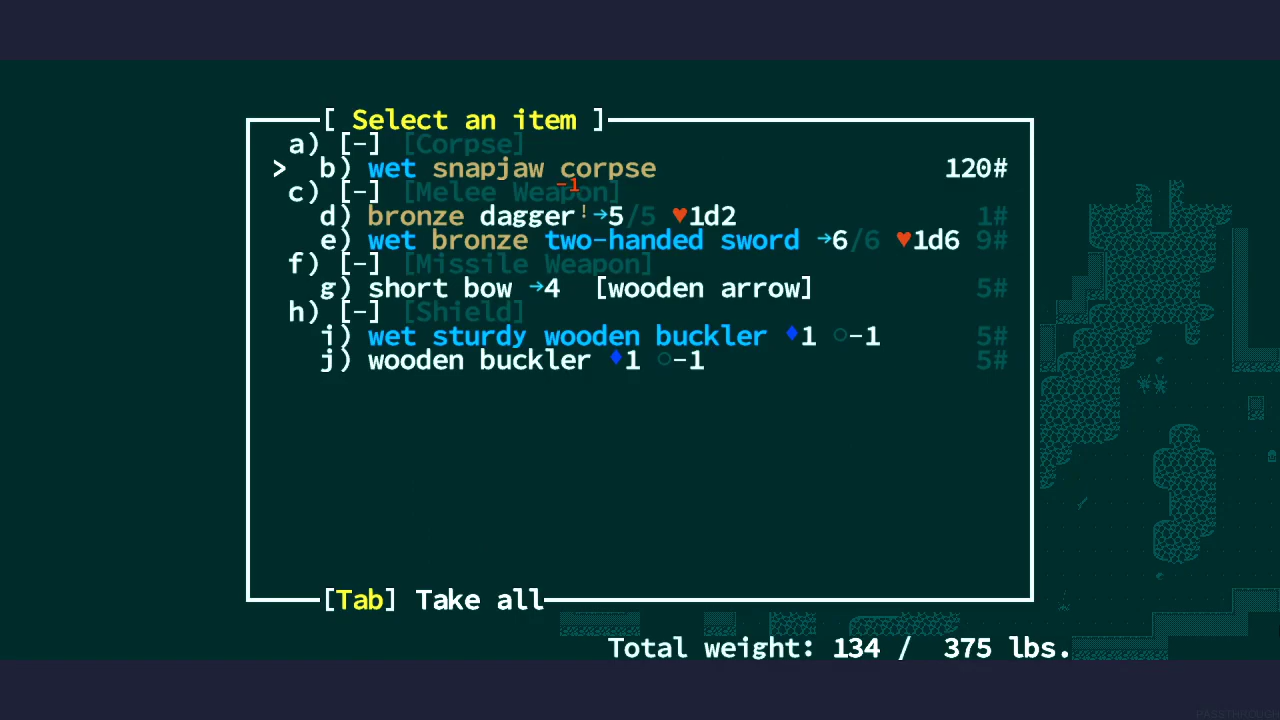 [ Select an item ]
a) [-] [Corpse]
> b) wet snapjaw corpse 120#
-1
c) [-] [Melee Weapon]
d) bronze dagger! →5/5 ♥1d2 1#
e) wet bronze two-handed sword →6/6 ♥1d6 9#
f) [-] [Missile Weapon]
g) short bow →4 [wooden arrow] 5#
h) [-] [Shield]
i) wet sturdy wooden buckler ♦1 ○-1 5#
j) wooden buckler ♦1 ○-1 5#
[Tab] Take all
Total weight: 134 / 375 lbs.